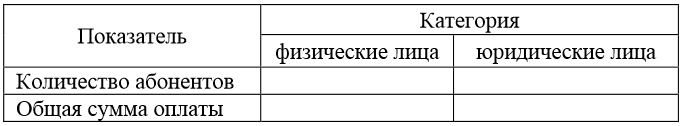 Показатель
Категория
физические лица юридические лица
Количество абонентов
Общая сумма оплаты